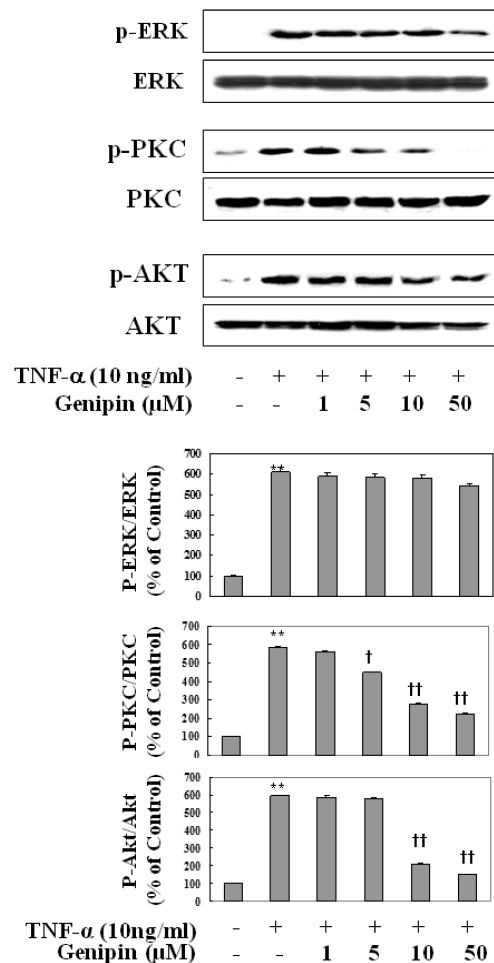 p-ERK
ERK
p-PKC
PKC
p-AKT
AKT
TNF-α (10 ng/ml) - + + + + +
Genipin (μM) - - 1 5 10 50
P-ERK/ERK
(% of Control)
700
600
500
400
300
200
100
0
**
P-PKC/PKC
(% of Control)
700
600
500
400
300
200
100
0
** † †† ††
P-Akt/Akt
(% of Control)
700
600
500
400
300
200
100
0
** †† ††
TNF-α (10ng/ml) - + + + + +
Genipin (μM) - - 1 5 10 50